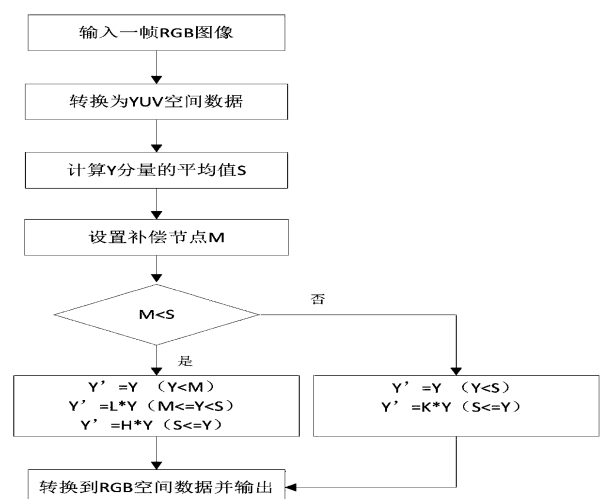 输入一帧RGB图像
转换为YUV空间数据
计算Y分量的平均值S
设置补偿节点M
M<S
否
是
Y’ =Y （Y<M）
Y’ =L*Y（M<=Y<S）
Y’ =H*Y（S<=Y）
Y’ =Y （Y<S）
Y’ =K*Y（S<=Y）
转换到RGB空间数据并输出